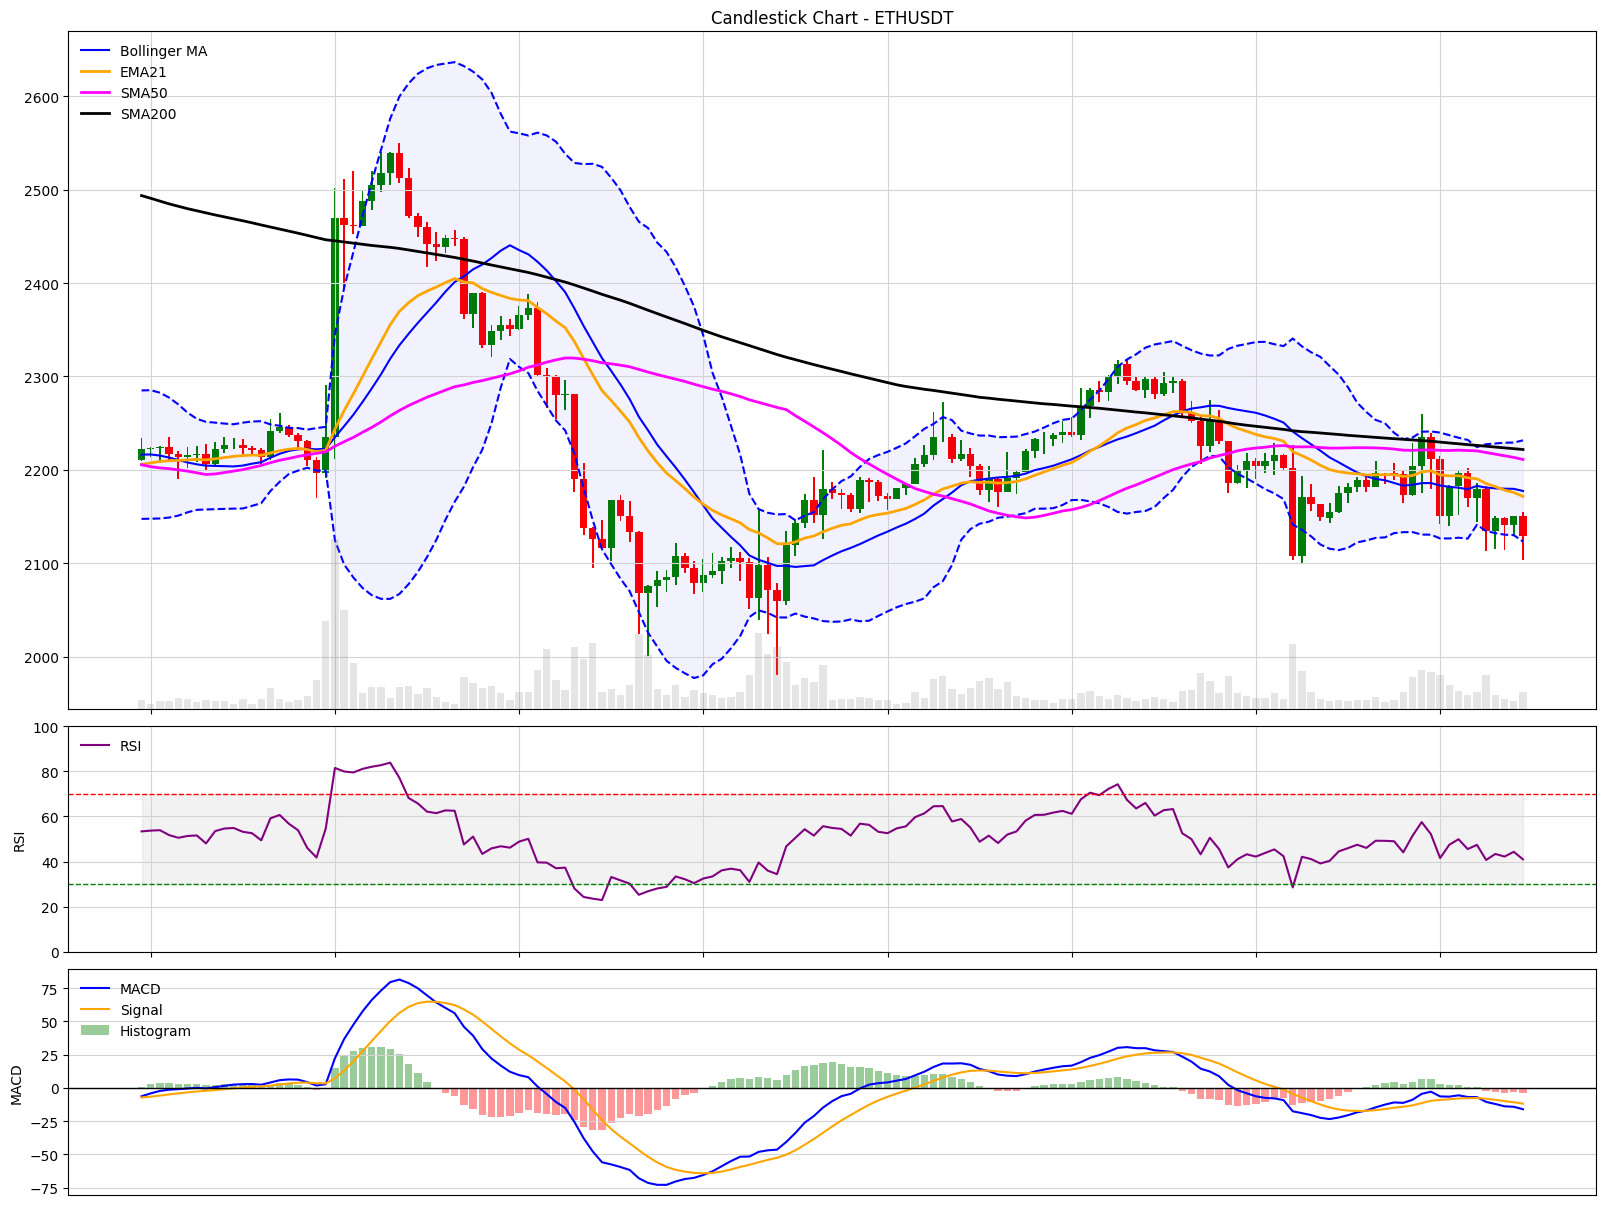 Candlestick Chart - ETHUSDT
Bollinger MA
EMA21
SMA50
SMA200
2600
2500
2400
2300
2200
2100
2000
RSI
100
80
60
40
20
0
RSI
MACD
Signal
Histogram
75
50
25
0
−25
−50
−75
MACD